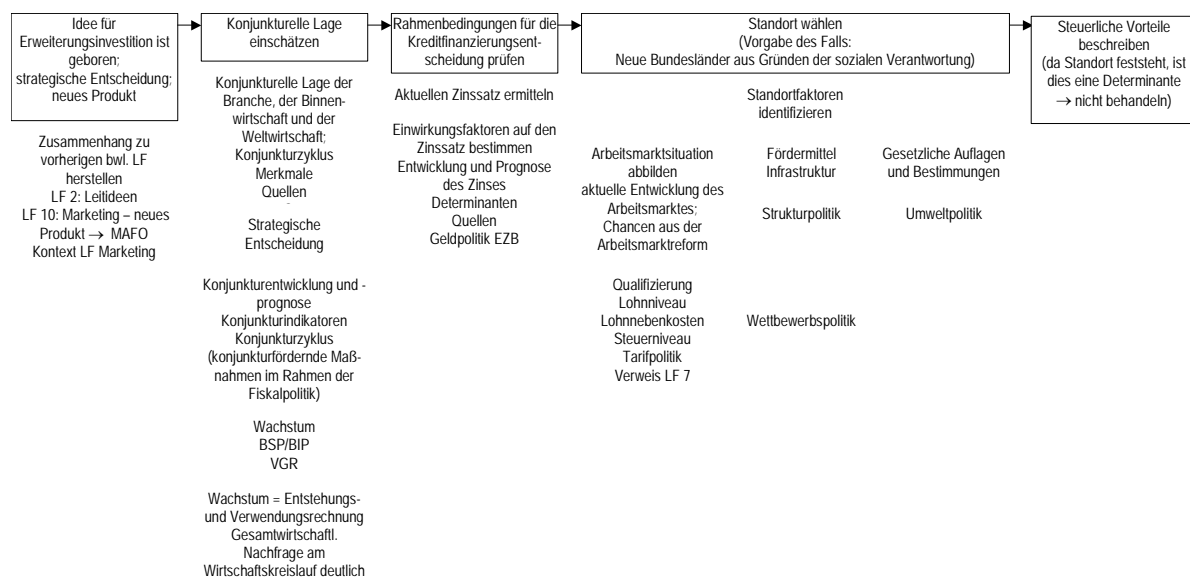 Idee für
Erweiterungsinvestition ist
geboren;
strategische Entscheidung;
neues Produkt
Zusammenhang zu
vorherigen bwl. LF
herstellen
LF 2: Leitideen
LF 10: Marketing – neues
Produkt → MAFO
Kontext LF Marketing
Konjunkturelle Lage
einschätzen
Konjunkturelle Lage der
Branche, der Binnen-
wirtschaft und der
Weltwirtschaft;
Konjunkturzyklus
Merkmale
Quellen
Strategische
Entscheidung
Konjunkturentwicklung und -
prognose
Konjunkturindikatoren
Konjunkturzyklus
(konjunkturfördernde Maß-
nahmen im Rahmen der
Fiskalpolitik)
Wachstum
BSP/BIP
VGR
Wachstum = Entstehungs-
und Verwendungsrechnung
Gesamtwirtschaftl.
Nachfrage am
Wirtschaftskreislauf deutlich
Rahmenbedingungen für die
Kreditfinanzierungsent-
scheidung prüfen
Aktuellen Zinssatz ermitteln
Einwirkungsfaktoren auf den
Zinssatz bestimmen
Entwicklung und Prognose
des Zinses
Determinanten
Quellen
Geldpolitik EZB
Standort wählen
(Vorgabe des Falls:
Neue Bundesländer aus Gründen der sozialen Verantwortung)
Standortfaktoren
identifizieren
Arbeitsmarktsituation
abbilden
aktuelle Entwicklung des
Arbeitsmarktes;
Chancen aus der
Arbeitsmarktreform
Qualifizierung
Lohnniveau
Lohnnebenkosten
Steuerniveau
Tarifpolitik
Verweis LF 7
Fördermittel
Infrastruktur
Strukturpolitik
Wettbewerbspolitik
Gesetzliche Auflagen
und Bestimmungen
Umweltpolitik
Steuerliche Vorteile
beschreiben
(da Standort feststeht, ist
dies eine Determinante
→ nicht behandeln)